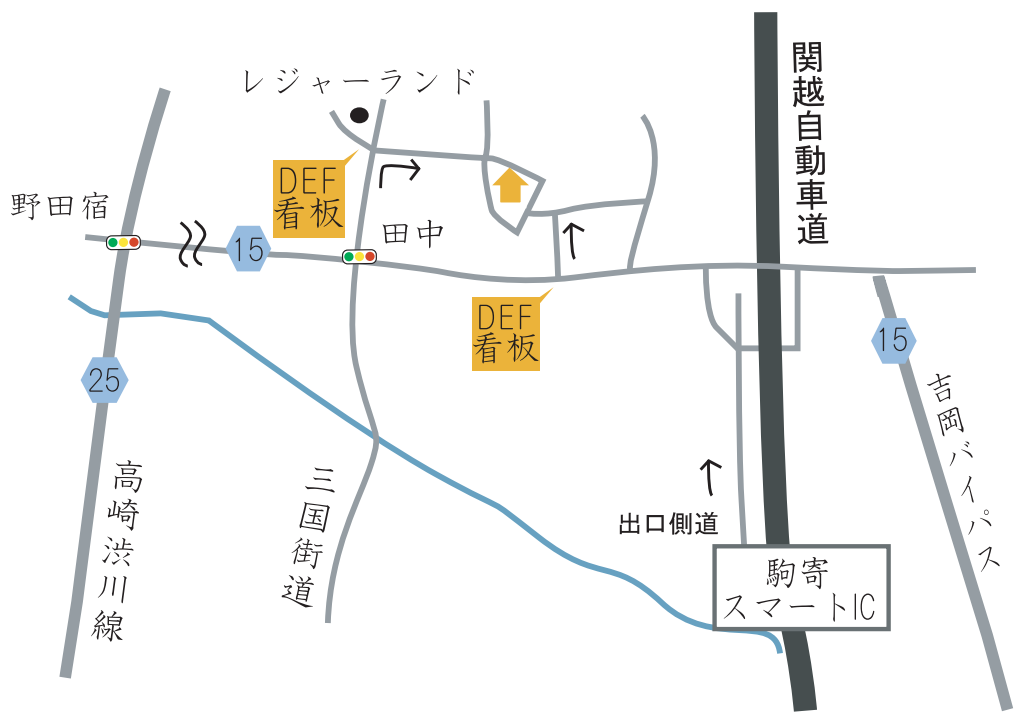 レジャーランド
関越自動車道
DEF
看板
野田宿
田中
15
DEF
看板
15
25
吉岡バイパス
高崎渋川線
三国街道
出口側道
駒寄
スマートIC